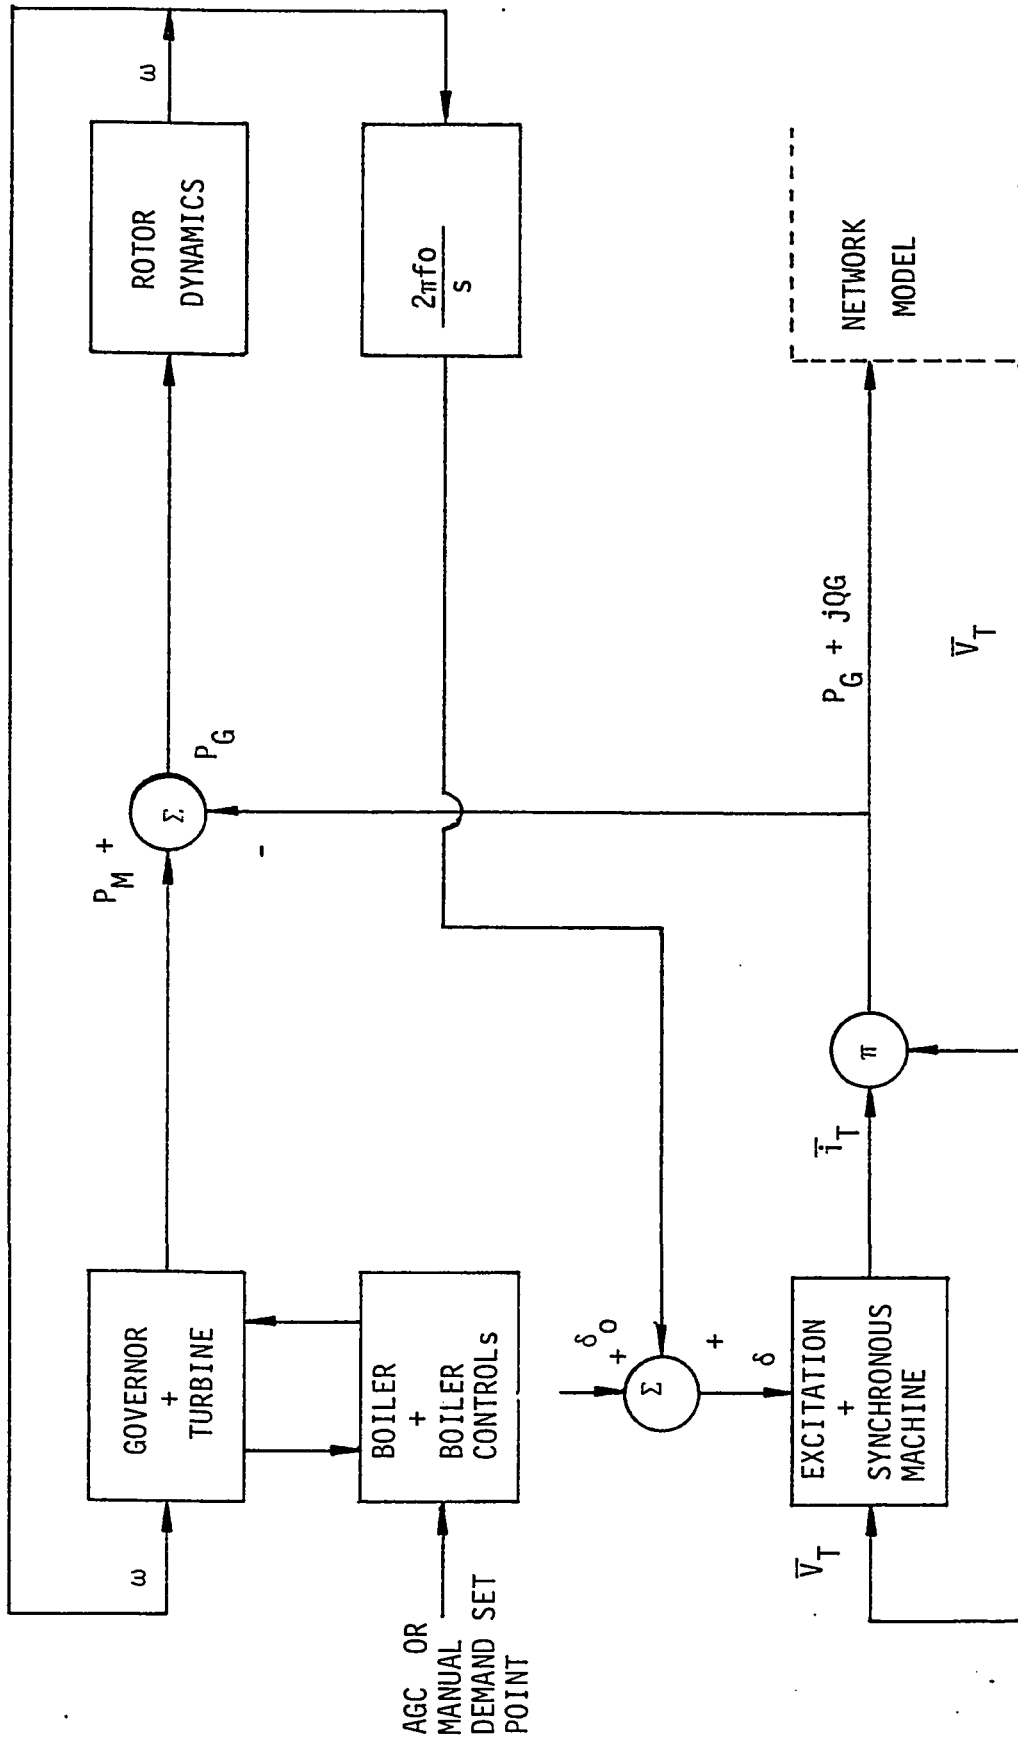 ω
GOVERNOR
+
TURBINE
P_M +
Σ
-
P_G
ROTOR
DYNAMICS
ω
AGC OR
MANUAL
DEMAND SET
POINT
BOILER
+
BOILER
CONTROLs
2πfo
s
δ_o
+
Σ
+
δ
V̅_T
EXCITATION
+
SYNCHRONOUS
MACHINE
i̅_T
π
P_G + jQG
NETWORK
MODEL
V̅_T